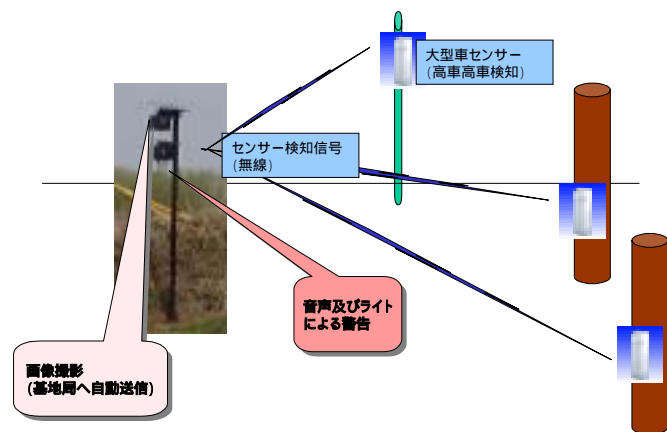 大型車センサー
(高車高車検知)
センサー検知信号
(無線)
音声及びライト
による警告
画像撮影
(基地局へ自動送信)